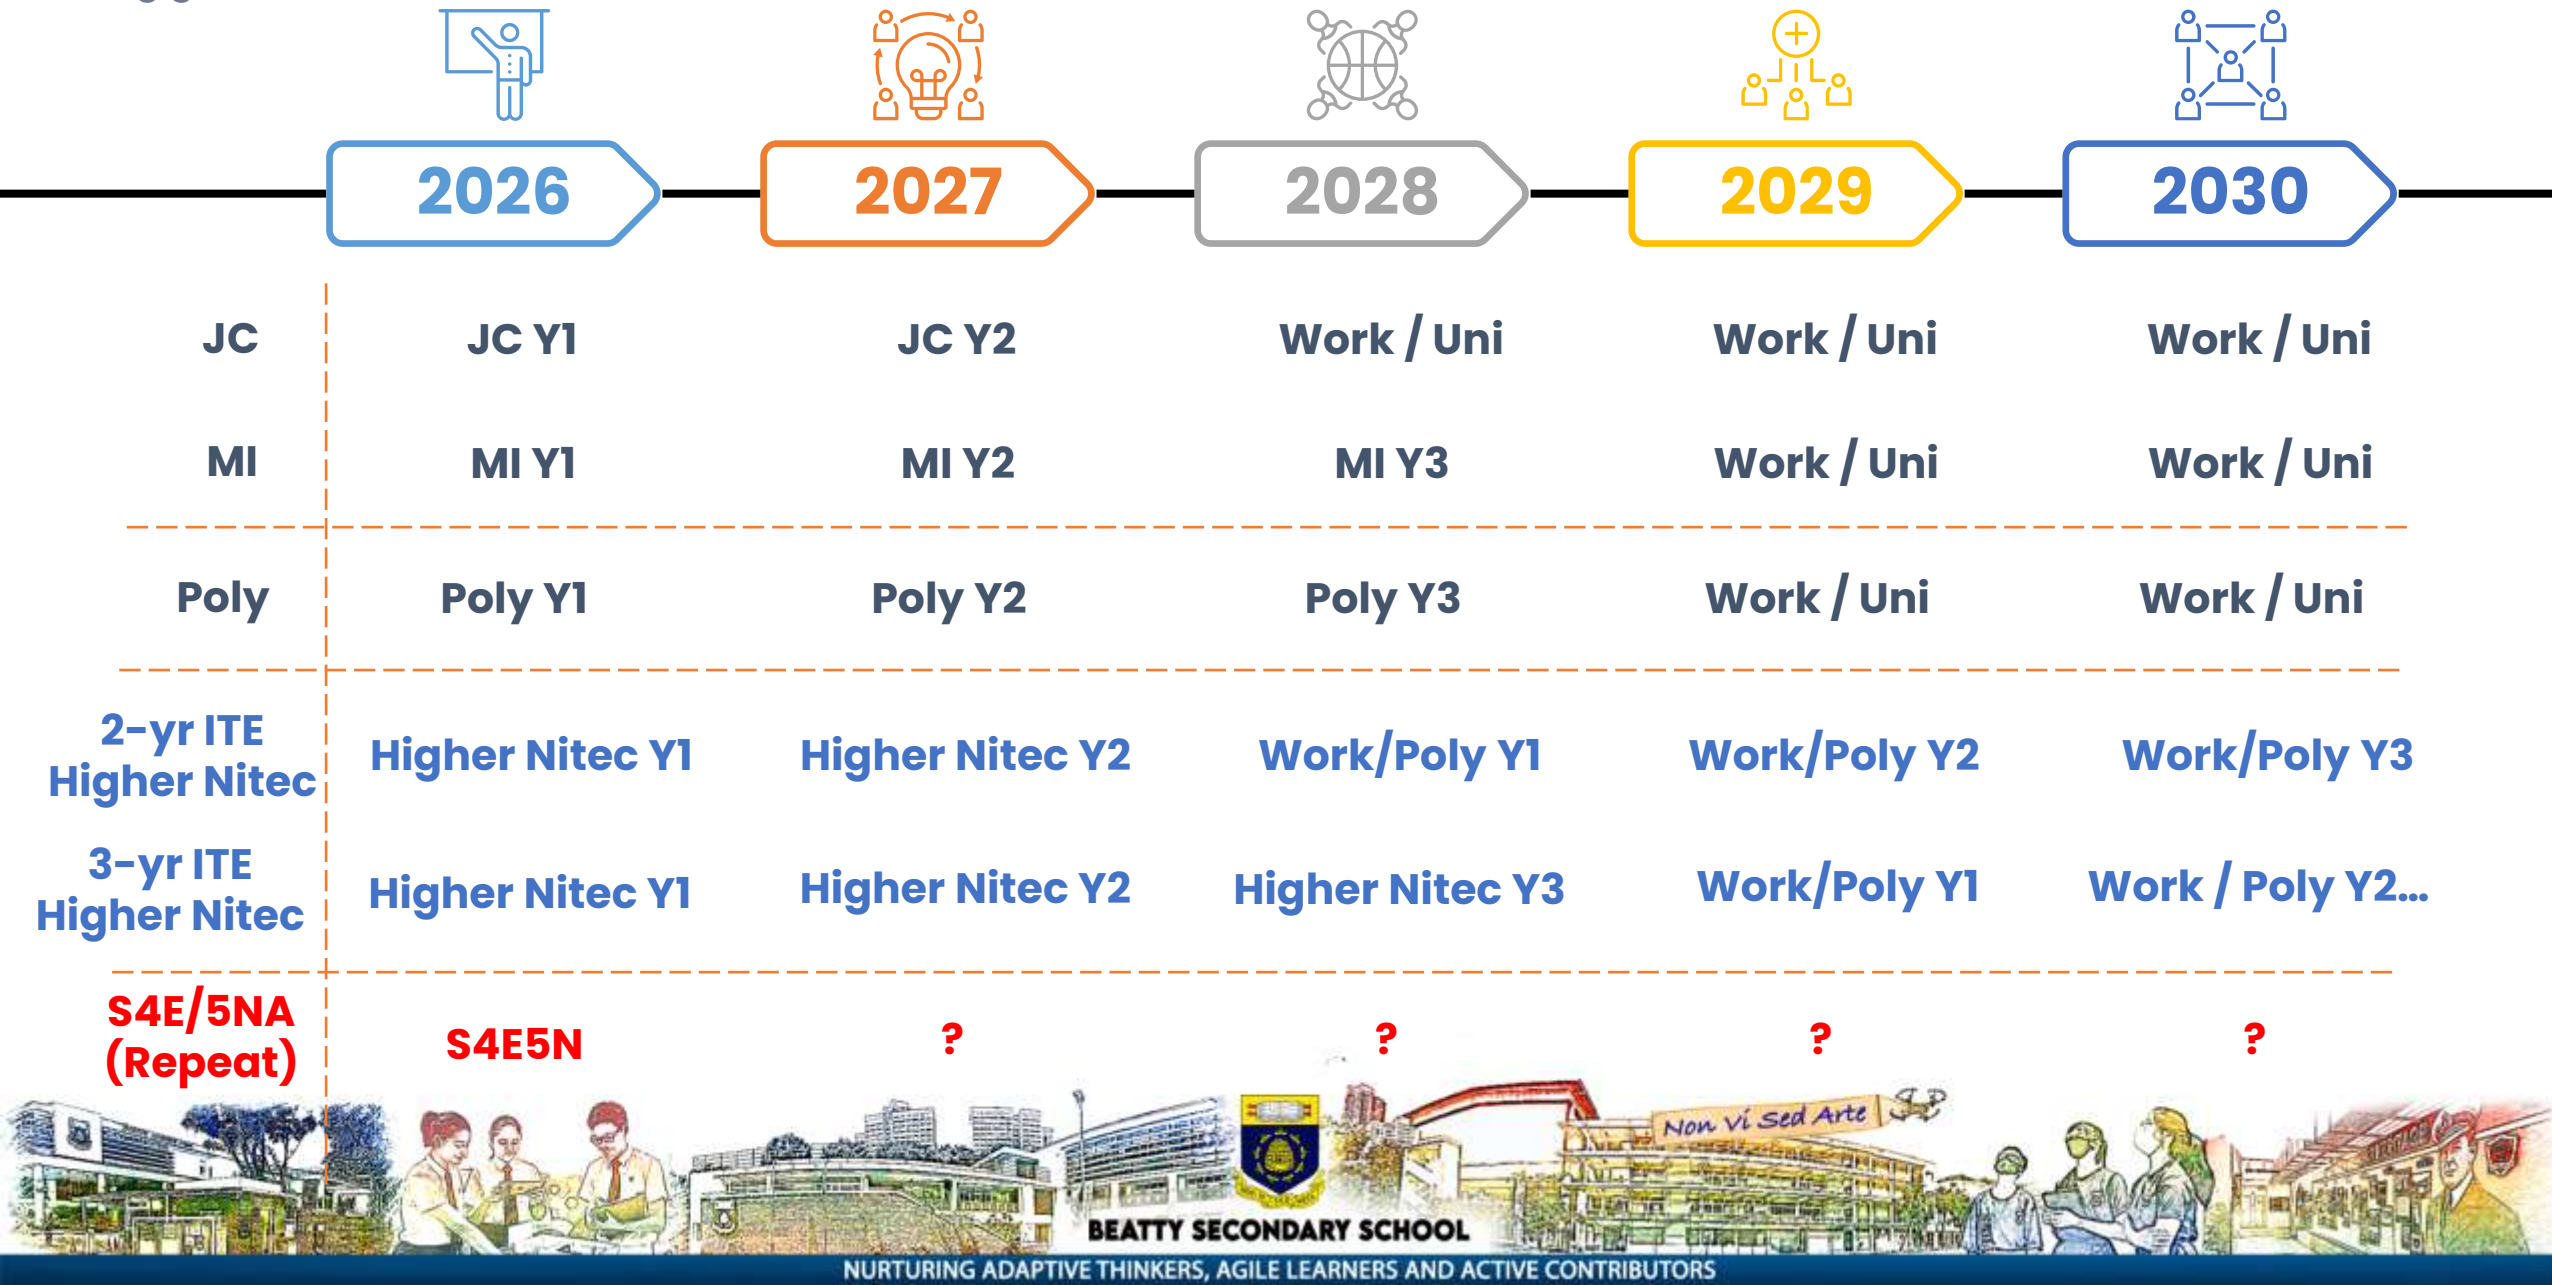 2026 2027 2028 2029 2030
JC JC Y1 JC Y2 Work / Uni Work / Uni Work / Uni
MI MI Y1 MI Y2 MI Y3 Work / Uni Work / Uni
Poly Poly Y1 Poly Y2 Poly Y3 Work / Uni Work / Uni
2-yr ITE
Higher Nitec Higher Nitec Y1 Higher Nitec Y2 Work/Poly Y1 Work/Poly Y2 Work/Poly Y3
3-yr ITE
Higher Nitec Higher Nitec Y1 Higher Nitec Y2 Higher Nitec Y3 Work/Poly Y1 Work / Poly Y2...
S4E/5NA
(Repeat) S4E5N ? ? ? ?
Non Vi Sed Arte
BEATTY SECONDARY SCHOOL
NURTURING ADAPTIVE THINKERS, AGILE LEARNERS AND ACTIVE CONTRIBUTORS